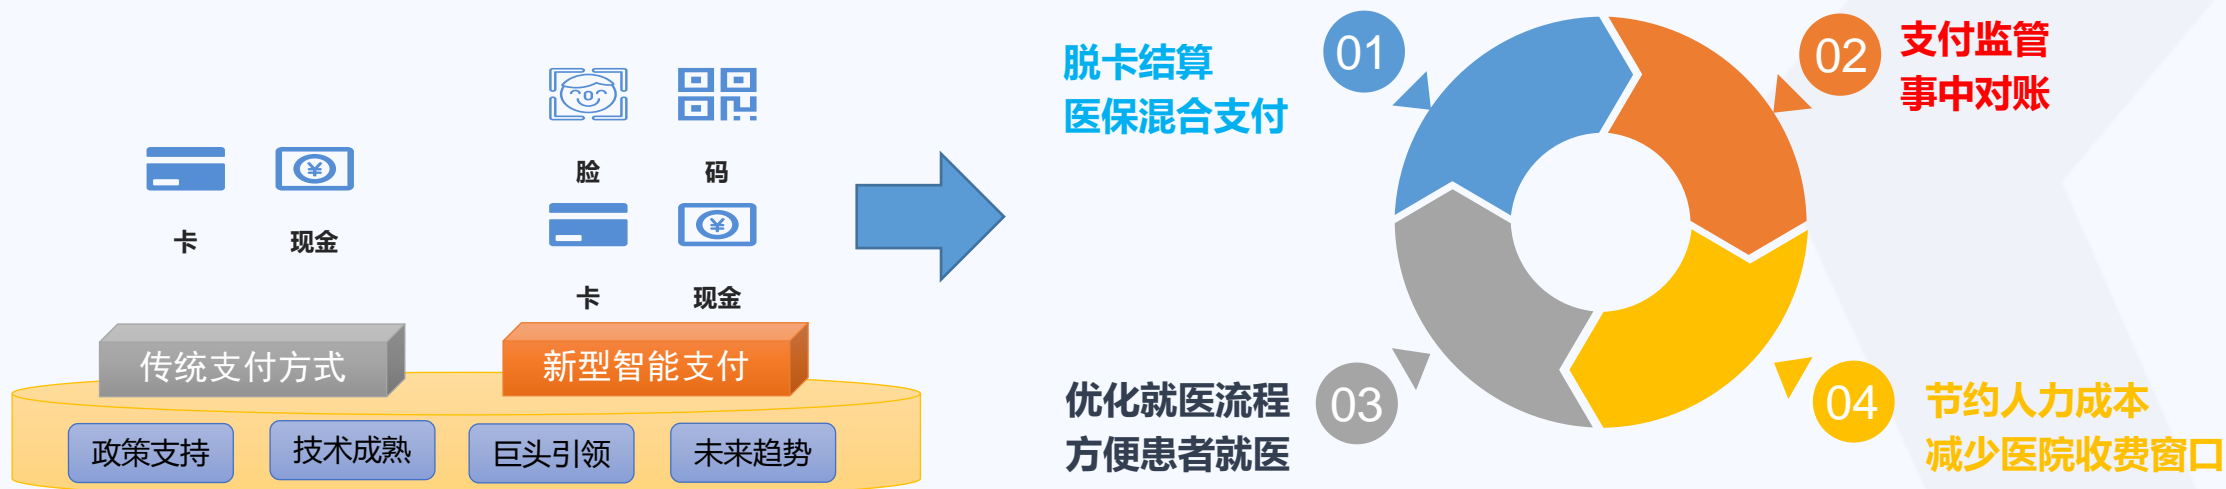 脸
码
卡
现金
卡
现金
传统支付方式
新型智能支付
政策支持
技术成熟
巨头引领
未来趋势
01
脱卡结算
医保混合支付
02
支付监管
事中对账
03
优化就医流程
方便患者就医
04
节约人力成本
减少医院收费窗口